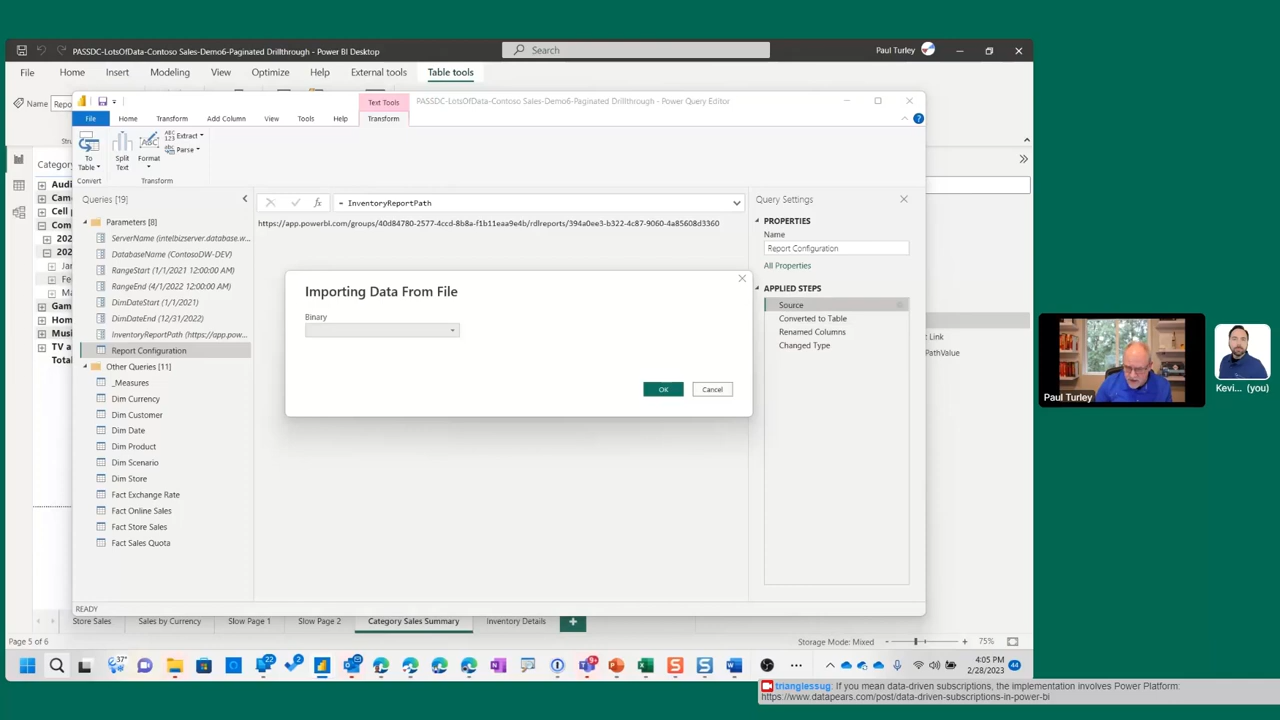 PASSDC-LotsOfData-Contoso Sales-Demo6-Paginated Drillthrough - Power BI Desktop
Search
Paul Turley
File Home Insert Modeling View Optimize Help External tools Table tools
Name
PASSDC-LotsOfData-Contoso Sales-Demo6-Paginated Drillthrough - Power Query Editor
Text Tools
File Home Transform Add Column View Tools Help Transform
To Table
Split Text
Format
Extract
Parse
Convert
Transform
Queries [19]
= InventoryReportPath
https://app.powerbi.com/groups/40d84780-2577-4ccd-8b8a-f1b11eaa9e4b/rdlreports/394a0ee3-b322-4c87-9060-4a85608d3360
Parameters [8]
ServerName (intelbizserver.database.w...
DatabaseName (ContosoDW-DEV)
RangeStart (1/1/2021 12:00:00 AM)
RangeEnd (4/1/2022 12:00:00 AM)
DimDateStart (1/1/2021)
DimDateEnd (12/31/2022)
InventoryReportPath (https://app.pow...
Report Configuration
Other Queries [11]
_Measures
Dim Currency
Dim Customer
Dim Date
Dim Product
Dim Scenario
Dim Store
Fact Exchange Rate
Fact Online Sales
Fact Store Sales
Fact Sales Quota
Importing Data From File
Binary
OK
Cancel
Query Settings
PROPERTIES
Name
Report Configuration
All Properties
APPLIED STEPS
Source
Converted to Table
Renamed Columns
Changed Type
Link
PathValue
READY
Store Sales Sales by Currency Slow Page 1 Slow Page 2 Category Sales Summary Inventory Details
Page 5 of 6
Storage Mode: Mixed
75%
37°
4:05 PM
2/28/2023
44
Paul Turley
Kevi... (you)
trianglessug: If you mean data-driven subscriptions, the implementation involves Power Platform:
https://www.datapears.com/post/data-driven-subscriptions-in-power-bi